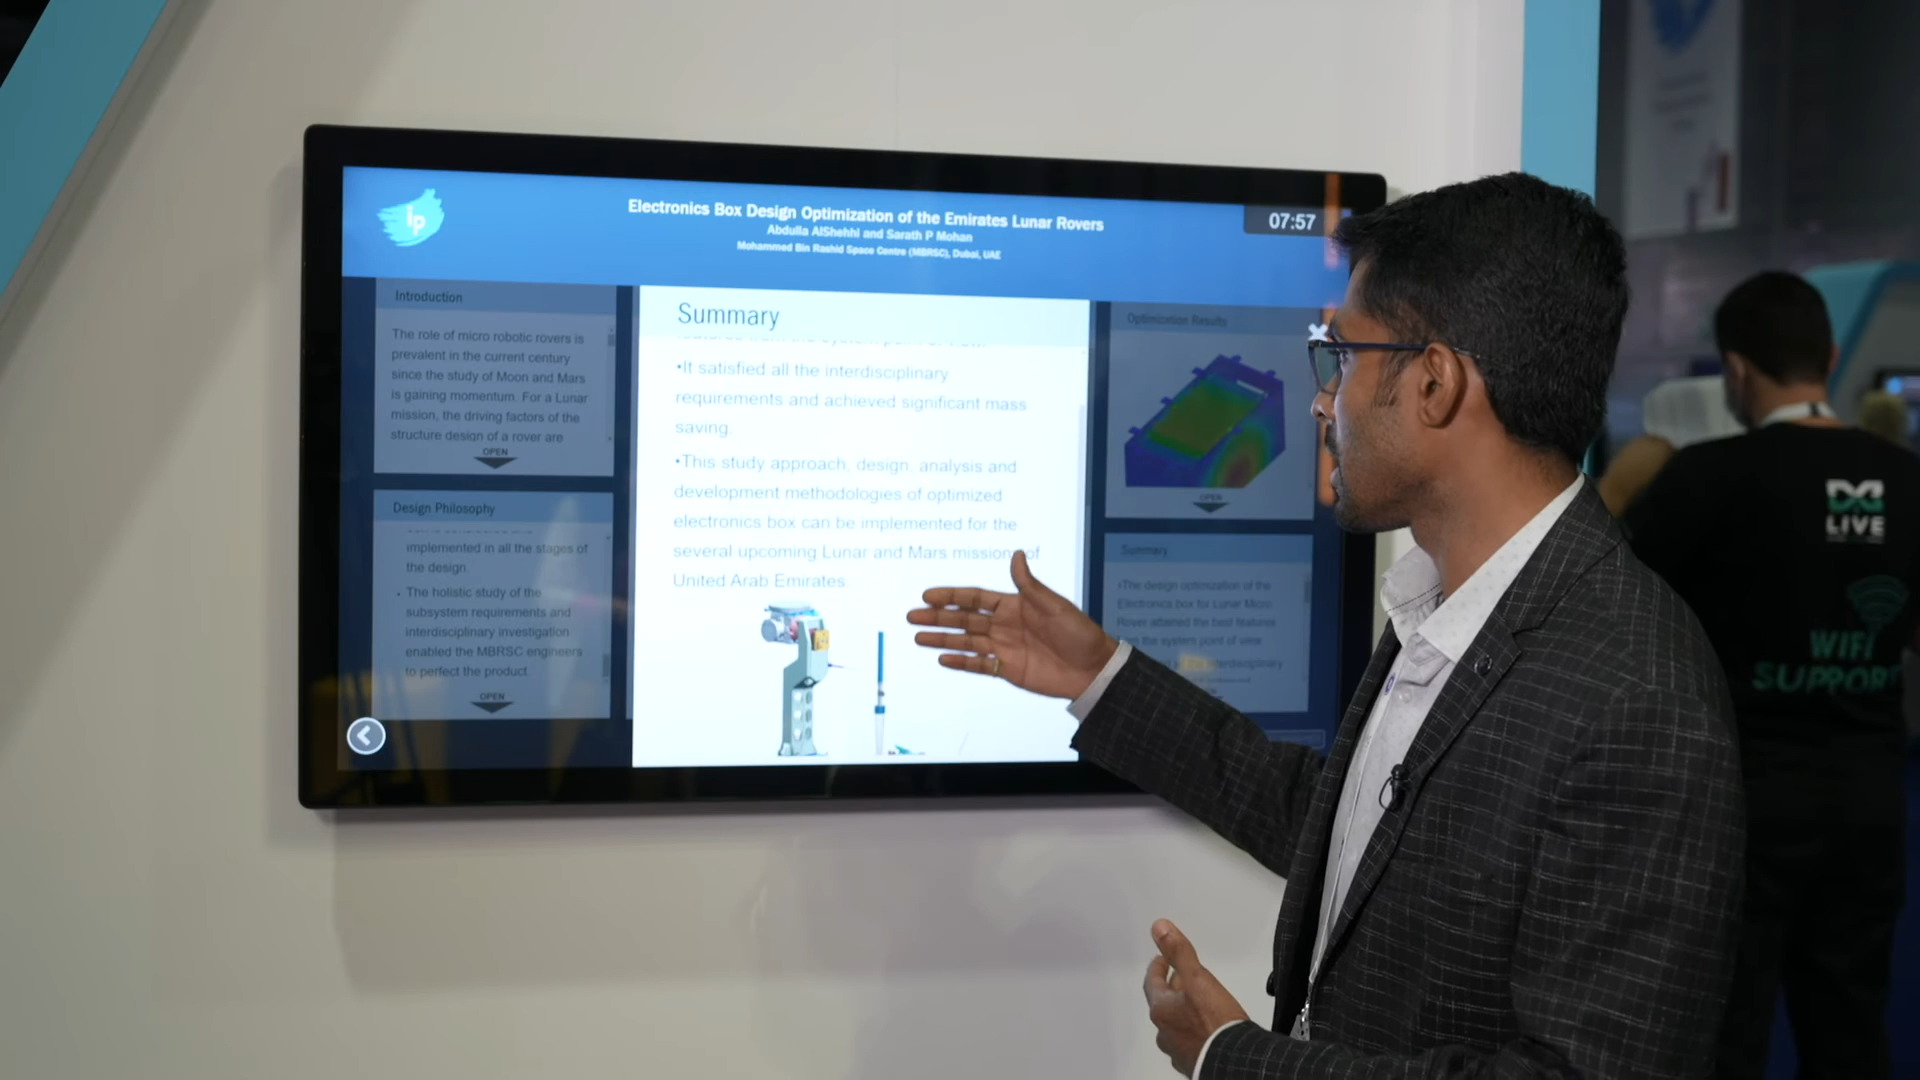 ip
Electronics Box Design Optimization of the Emirates Lunar Rovers
Abdulla AlShehhi and Sarath P Mohan
Mohammed Bin Rashid Space Centre (MBRSC), Dubai, UAE
07:57
Introduction
The role of micro robotic rovers is
prevalent in the current century
since the study of Moon and Mars
is gaining momentum. For a Lunar
mission, the driving factors of the
structure design of a rover are
OPEN
Design Philosophy
implemented in all the stages of
the design.
• The holistic study of the
subsystem requirements and
interdisciplinary investigation
enabled the MBRSC engineers
to perfect the product.
OPEN
Summary
•It satisfied all the interdisciplinary
requirements and achieved significant mass
saving.
•This study approach, design, analysis and
development methodologies of optimized
electronics box can be implemented for the
several upcoming Lunar and Mars missions of
United Arab Emirates.
Optimization Results
OPEN
Summary
•The design optimization of the
Electronics box for Lunar Micro
Rover attained the best features
the system point of view
LIVE
WIFI
SUPPORT